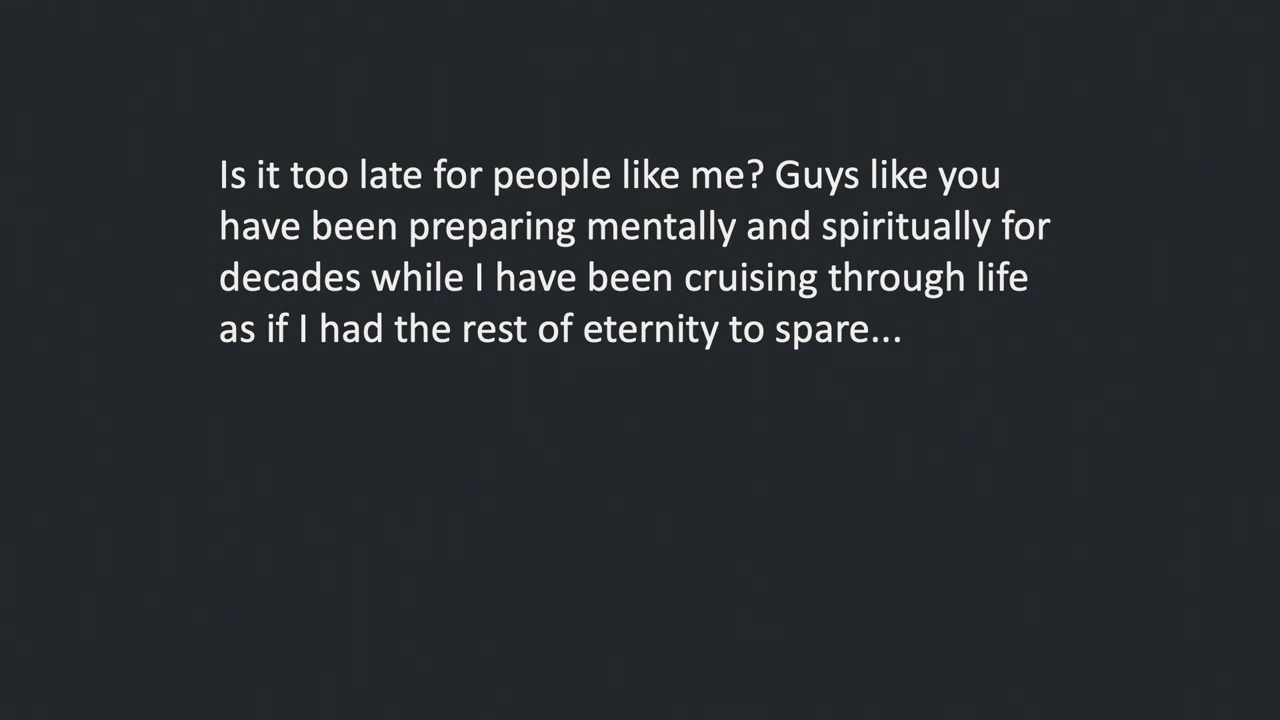 Is it too late for people like me? Guys like you
have been preparing mentally and spiritually for
decades while I have been cruising through life
as if I had the rest of eternity to spare...